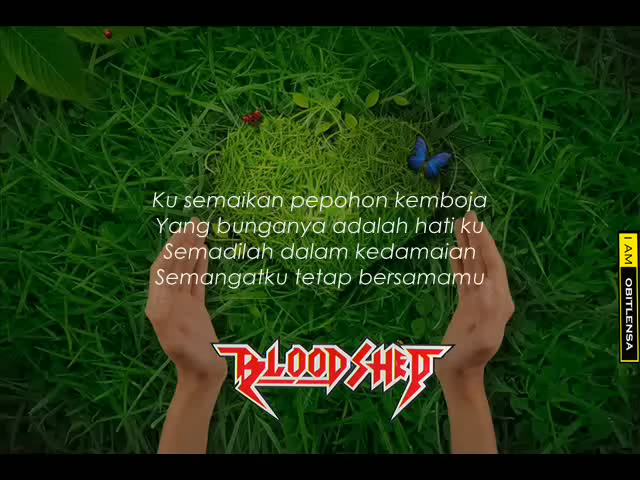 Ku semaikan pepohon kemboja
Yang bunganya adalah hati ku
Semadilah dalam kedamaian
Semangatku tetap bersamamu
BLOODSHED
I AM OBITLENSA